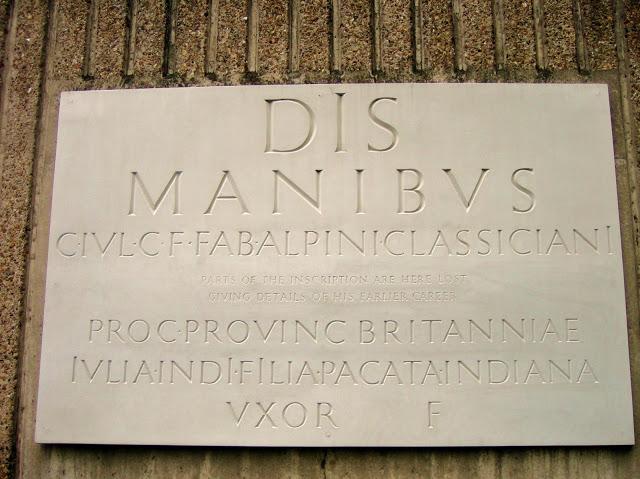 DIS
MANIBVS
C·IVL·C·F·FAB·ALPINI·CLASSICIANI
PARTS OF THE INSCRIPTION ARE HERE LOST
GIVING DETAILS OF HIS EARLIER CAREER
PROC·PROVINC BRITANNIAE
IVLIA·INDI·FILIA·PACATA·INDIANA
VXOR F